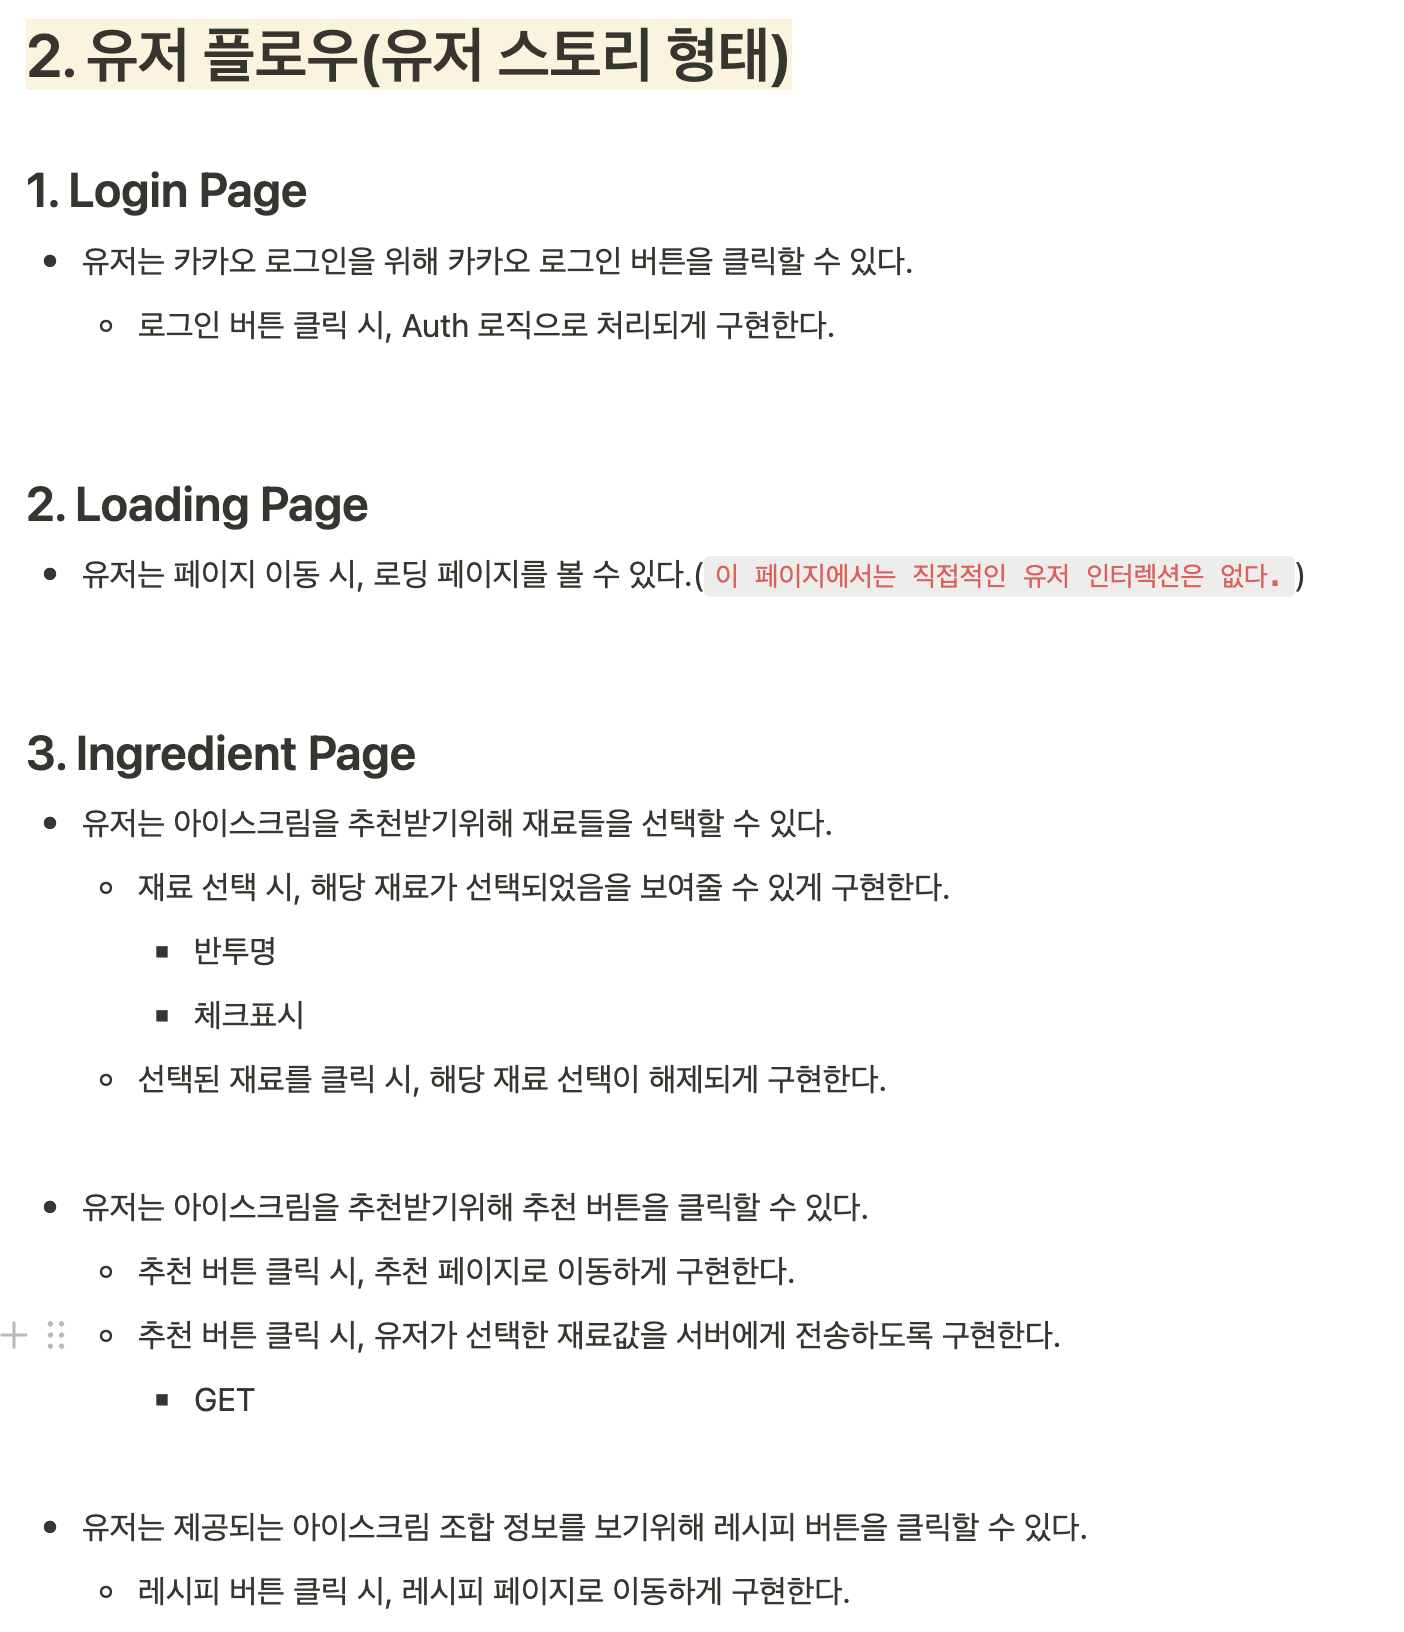 2. 유저 플로우(유저 스토리 형태)
1. Login Page
유저는 카카오 로그인을 위해 카카오 로그인 버튼을 클릭할 수 있다.
로그인 버튼 클릭 시, Auth 로직으로 처리되게 구현한다.
2. Loading Page
유저는 페이지 이동 시, 로딩 페이지를 볼 수 있다.(이 페이지에서는 직접적인 유저 인터렉션은 없다.)
3. Ingredient Page
유저는 아이스크림을 추천받기위해 재료들을 선택할 수 있다.
재료 선택 시, 해당 재료가 선택되었음을 보여줄 수 있게 구현한다.
반투명
체크표시
선택된 재료를 클릭 시, 해당 재료 선택이 해제되게 구현한다.
유저는 아이스크림을 추천받기위해 추천 버튼을 클릭할 수 있다.
추천 버튼 클릭 시, 추천 페이지로 이동하게 구현한다.
추천 버튼 클릭 시, 유저가 선택한 재료값을 서버에게 전송하도록 구현한다.
GET
유저는 제공되는 아이스크림 조합 정보를 보기위해 레시피 버튼을 클릭할 수 있다.
레시피 버튼 클릭 시, 레시피 페이지로 이동하게 구현한다.